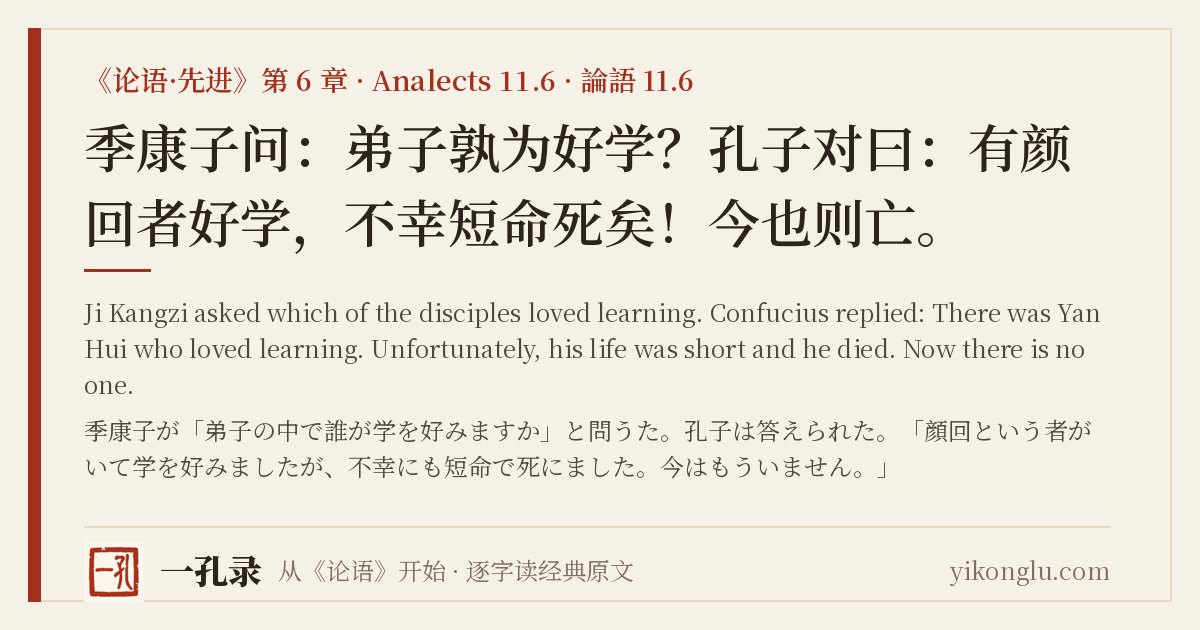 《论语·先进》第 6 章 · Analects 11.6 · 論語 11.6
季康子问：弟子孰为好学？孔子对曰：有颜
回者好学，不幸短命死矣！今也则亡。
Ji Kangzi asked which of the disciples loved learning. Confucius replied: There was Yan
Hui who loved learning. Unfortunately, his life was short and he died. Now there is no
one.
季康子が「弟子の中で誰が学を好みますか」と問うた。孔子は答えられた。「顔回という者が
いて学を好みましたが、不幸にも短命で死にました。今はもういません。」
一孔
一孔录 从《论语》开始 · 逐字读经典原文 yikonglu.com